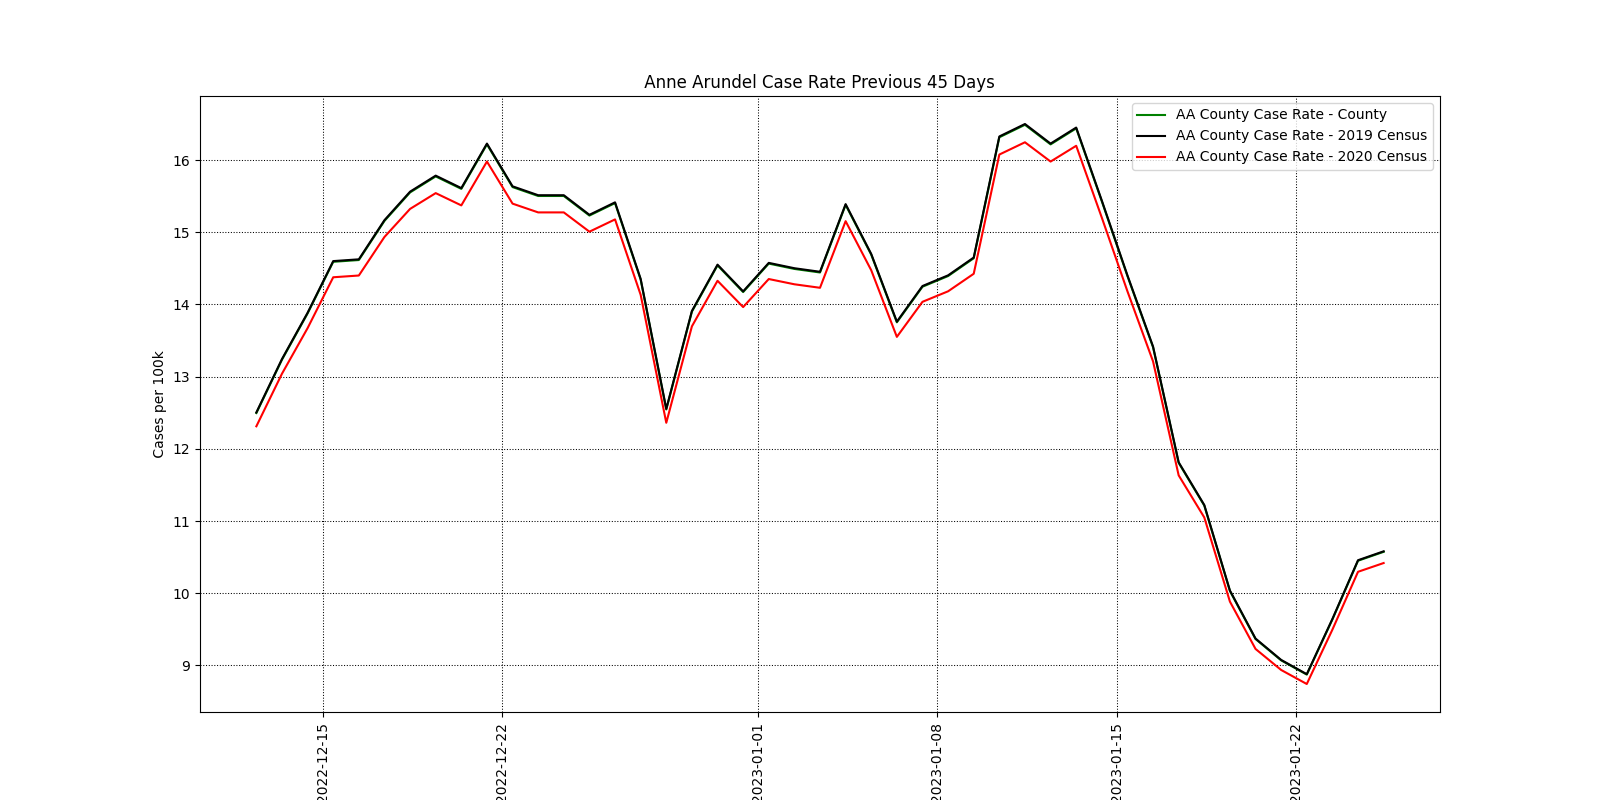 Anne Arundel Case Rate Previous 45 Days
AA County Case Rate - County
AA County Case Rate - 2019 Census
AA County Case Rate - 2020 Census
Cases per 100k
16
15
14
13
12
11
10
9
2022-12-15
2022-12-22
2023-01-01
2023-01-08
2023-01-15
2023-01-22